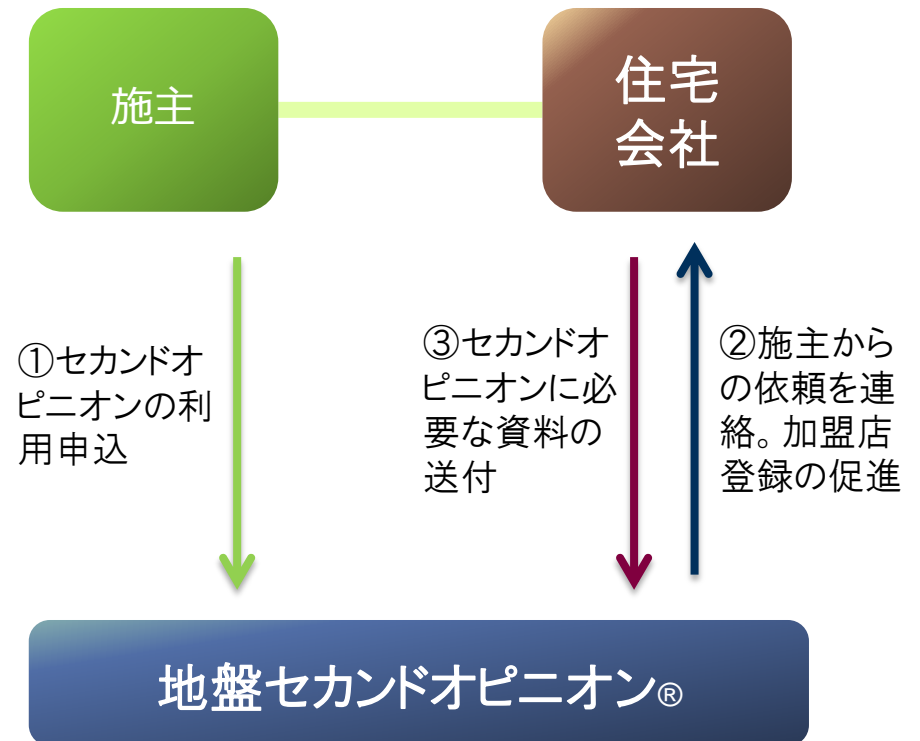 施主
住宅
会社
①セカンドオ
ピニオンの利
用申込
③セカンドオ
ピニオンに必
要な資料の
送付
②施主から
の依頼を連
絡。加盟店
登録の促進
地盤セカンドオピニオン®